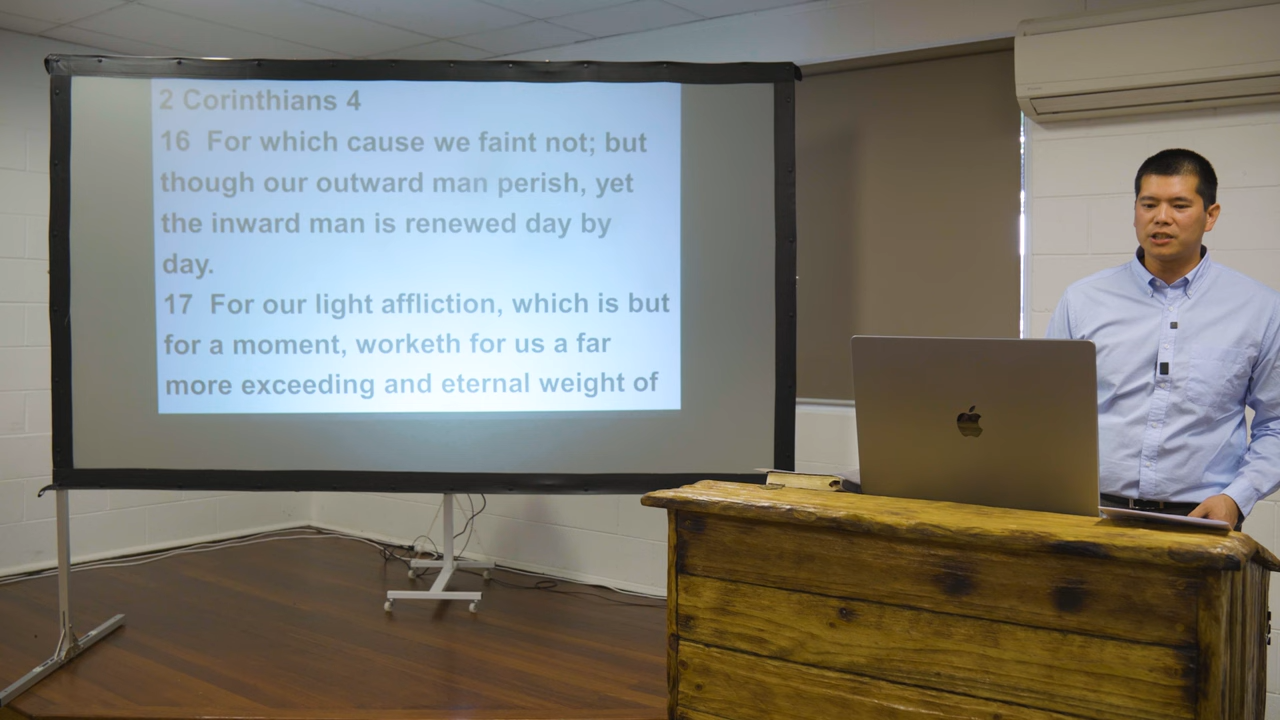 2 Corinthians 4
16 For which cause we faint not; but
though our outward man perish, yet
the inward man is renewed day by
day.
17 For our light affliction, which is but
for a moment, worketh for us a far
more exceeding and eternal weight of